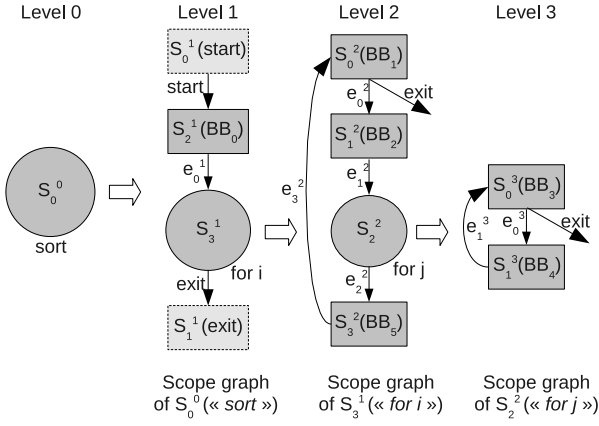 Level 0 Level 1 Level 2 Level 3
S₀¹(start)
start
S₂¹(BB₀)
e₀¹
S₀⁰
sort
S₃¹
for i
exit
S₁¹(exit)
S₀²(BB₁)
e₀²
exit
S₁²(BB₂)
e₁²
e₃²
S₂²
for j
e₂²
S₃²(BB₅)
S₀³(BB₃)
e₀³
exit
e₁³
S₁³(BB₄)
Scope graph
of S₀⁰(« sort »)
Scope graph
of S₃¹(« for i »)
Scope graph
of S₂²(« for j »)